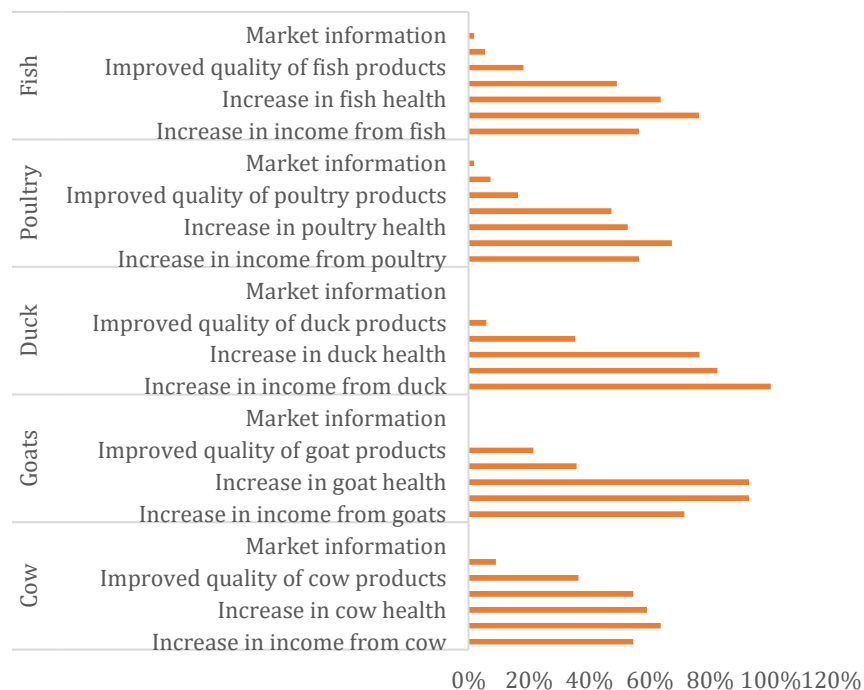 Fish
Market information
Improved quality of fish products
Increase in fish health
Increase in income from fish
Poultry
Market information
Improved quality of poultry products
Increase in poultry health
Increase in income from poultry
Duck
Market information
Improved quality of duck products
Increase in duck health
Increase in income from duck
Goats
Market information
Improved quality of goat products
Increase in goat health
Increase in income from goats
Cow
Market information
Improved quality of cow products
Increase in cow health
Increase in income from cow
0% 20% 40% 60% 80% 100% 120%